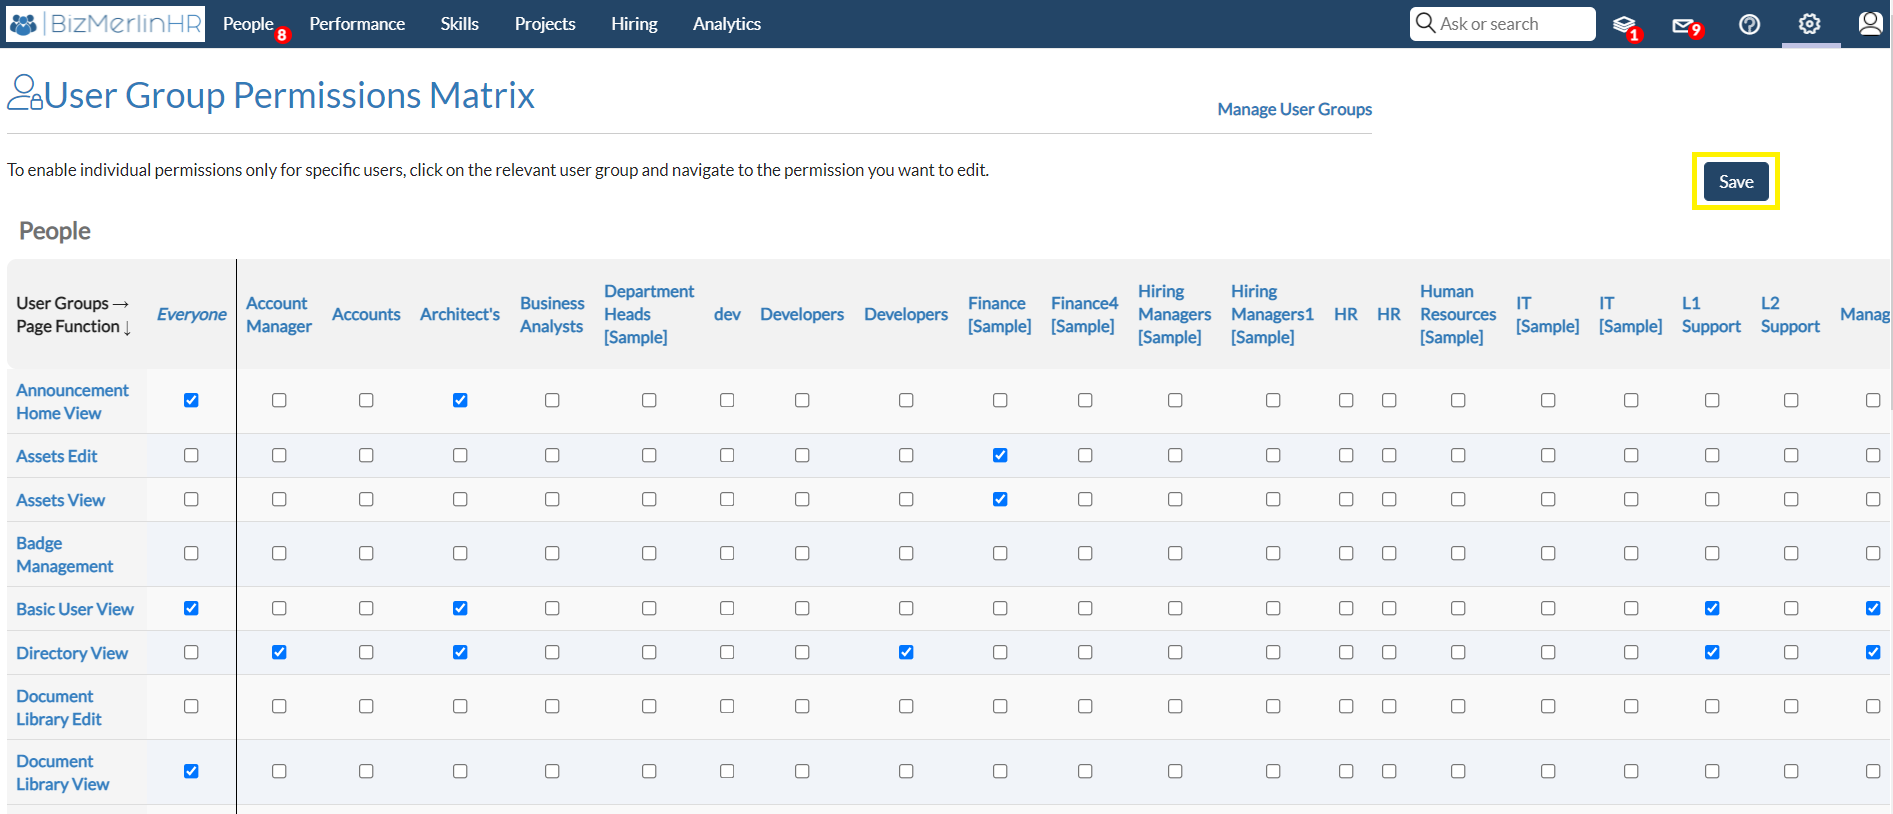 BizMerlinHR People 8 Performance Skills Projects Hiring Analytics Ask or search 1 9
User Group Permissions Matrix
Manage User Groups
To enable individual permissions only for specific users, click on the relevant user group and navigate to the permission you want to edit.
Save
People
User Groups →
Page Function ↓
Everyone
Account
Manager
Accounts
Architect's
Business
Analysts
Department
Heads
[Sample]
dev
Developers
Developers
Finance
[Sample]
Finance4
[Sample]
Hiring
Managers
[Sample]
Hiring
Managers1
[Sample]
HR
HR
Human
Resources
[Sample]
IT
[Sample]
IT
[Sample]
L1
Support
L2
Support
Manag
Announcement
Home View
Assets Edit
Assets View
Badge
Management
Basic User View
Directory View
Document
Library Edit
Document
Library View